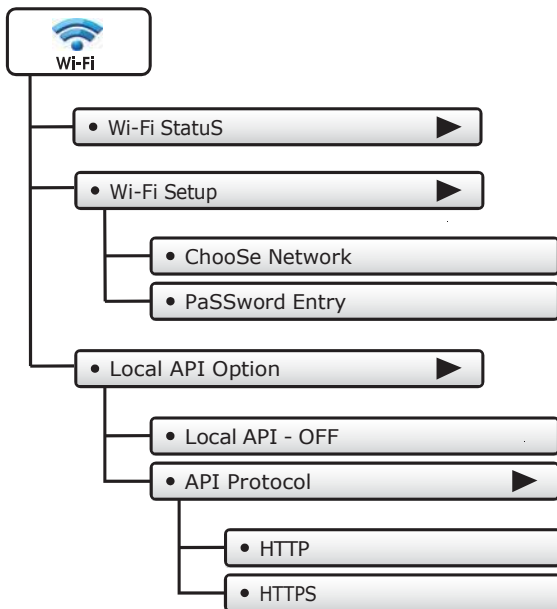 Wi-Fi
• Wi-Fi StatuS
• Wi-Fi Setup
• ChooSe Network
• PaSSword Entry
• Local API Option
• Local API - OFF
• API Protocol
• HTTP
• HTTPS